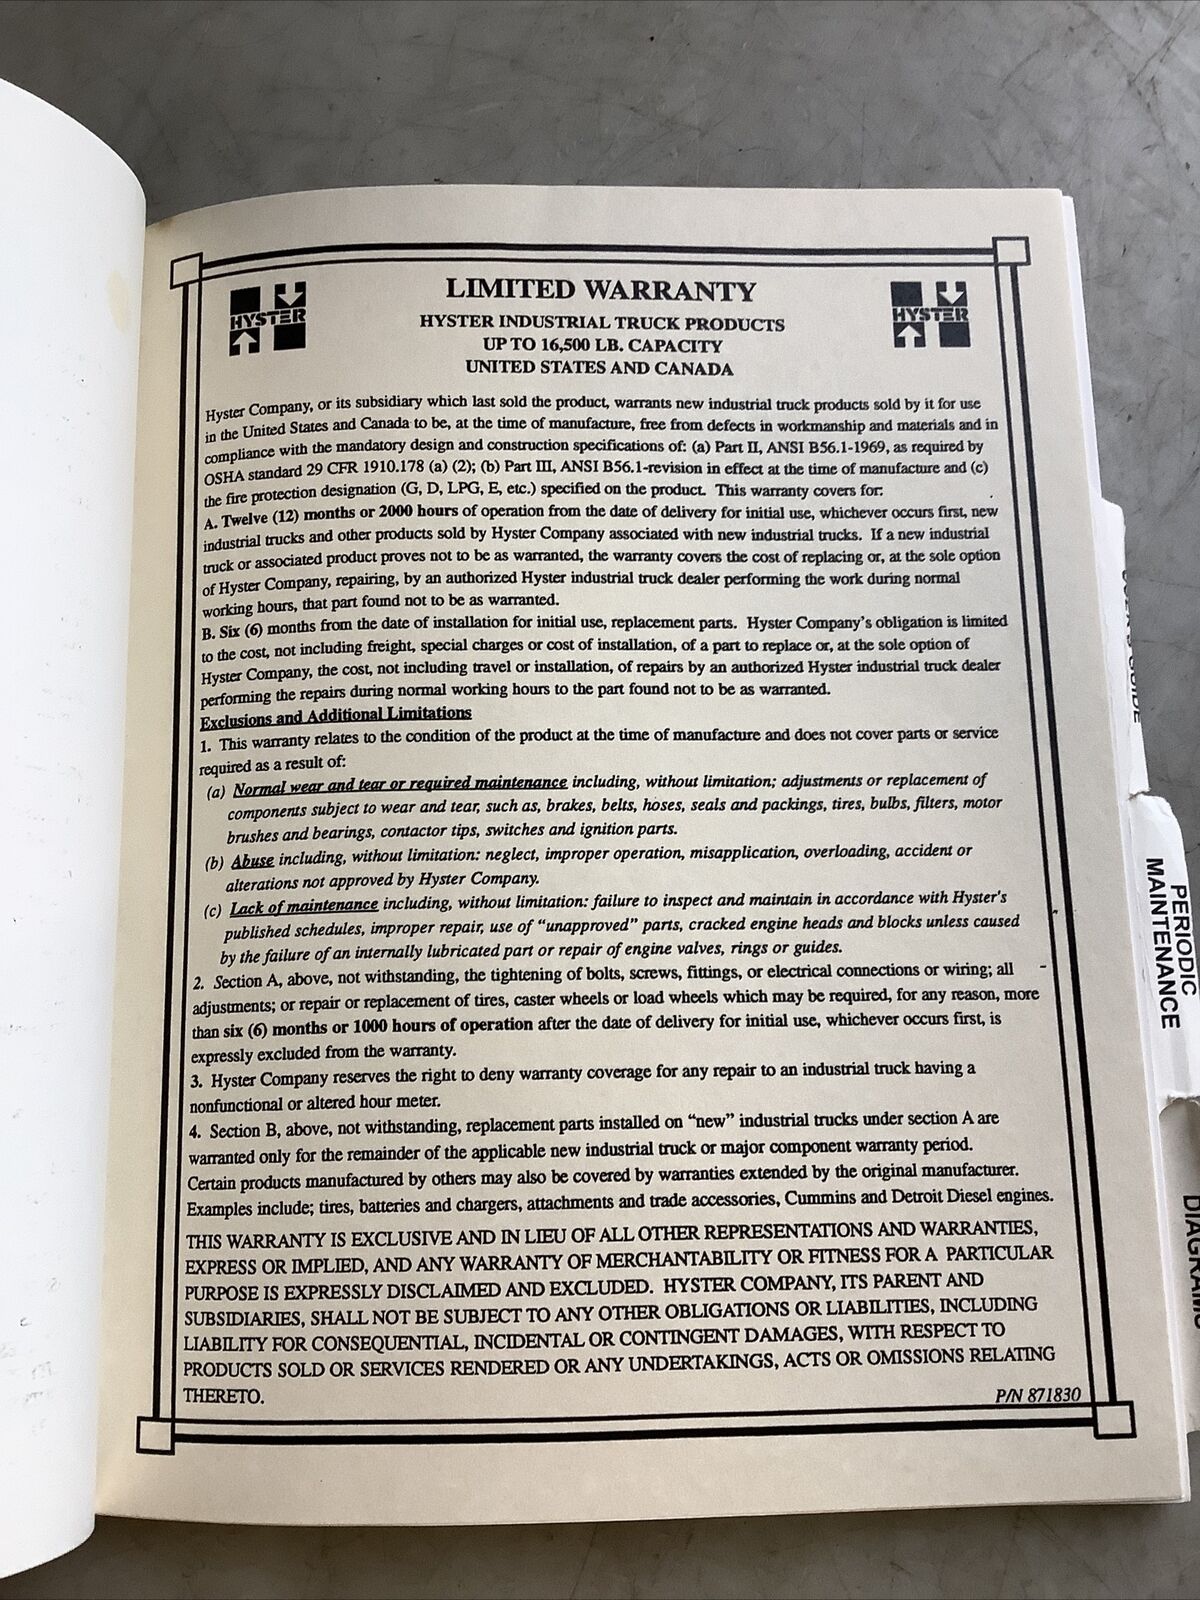 LIMITED WARRANTY
HYSTER
HYSTER
HYSTER INDUSTRIAL TRUCK PRODUCTS
UP TO 16,500 LB. CAPACITY
UNITED STATES AND CANADA
Hyster Company, or its subsidiary which last sold the product, warrants new industrial truck products sold by it for use
in the United States and Canada to be, at the time of manufacture, free from defects in workmanship and materials and in
compliance with the mandatory design and construction specifications of: (a) Part II, ANSI B56.1-1969, as required by
OSHA standard 29 CFR 1910.178 (a) (2); (b) Part III, ANSI B56.1-revision in effect at the time of manufacture and (c)
the fire protection designation (G, D, LPG, E, etc.) specified on the product. This warranty covers for:
A. Twelve (12) months or 2000 hours of operation from the date of delivery for initial use, whichever occurs first, new
industrial trucks and other products sold by Hyster Company associated with new industrial trucks. If a new industrial
truck or associated product proves not to be as warranted, the warranty covers the cost of replacing or, at the sole option
of Hyster Company, repairing, by an authorized Hyster industrial truck dealer performing the work during normal
working hours, that part found not to be as warranted.
B. Six (6) months from the date of installation for initial use, replacement parts. Hyster Company's obligation is limited
to the cost, not including freight, special charges or cost of installation, of a part to replace or, at the sole option of
Hyster Company, the cost, not including travel or installation, of repairs by an authorized Hyster industrial truck dealer
performing the repairs during normal working hours to the part found not to be as warranted.
Exclusions and Additional Limitations
1. This warranty relates to the condition of the product at the time of manufacture and does not cover parts or service
required as a result of:
(a) Normal wear and tear or required maintenance including, without limitation; adjustments or replacement of
components subject to wear and tear, such as, brakes, belts, hoses, seals and packings, tires, bulbs, filters, motor
brushes and bearings, contactor tips, switches and ignition parts.
(b) Abuse including, without limitation: neglect, improper operation, misapplication, overloading, accident or
alterations not approved by Hyster Company.
(c) Lack of maintenance including, without limitation: failure to inspect and maintain in accordance with Hyster's
published schedules, improper repair, use of "unapproved" parts, cracked engine heads and blocks unless caused
by the failure of an internally lubricated part or repair of engine valves, rings or guides.
2. Section A, above, not withstanding, the tightening of bolts, screws, fittings, or electrical connections or wiring; all
adjustments; or repair or replacement of tires, caster wheels or load wheels which may be required, for any reason, more
than six (6) months or 1000 hours of operation after the date of delivery for initial use, whichever occurs first, is
expressly excluded from the warranty.
3. Hyster Company reserves the right to deny warranty coverage for any repair to an industrial truck having a
nonfunctional or altered hour meter.
4. Section B, above, not withstanding, replacement parts installed on "new" industrial trucks under section A are
warranted only for the remainder of the applicable new industrial truck or major component warranty period.
Certain products manufactured by others may also be covered by warranties extended by the original manufacturer.
Examples include; tires, batteries and chargers, attachments and trade accessories, Cummins and Detroit Diesel engines.
THIS WARRANTY IS EXCLUSIVE AND IN LIEU OF ALL OTHER REPRESENTATIONS AND WARRANTIES,
EXPRESS OR IMPLIED, AND ANY WARRANTY OF MERCHANTABILITY OR FITNESS FOR A PARTICULAR
PURPOSE IS EXPRESSLY DISCLAIMED AND EXCLUDED. HYSTER COMPANY, ITS PARENT AND
SUBSIDIARIES, SHALL NOT BE SUBJECT TO ANY OTHER OBLIGATIONS OR LIABILITIES, INCLUDING
LIABILITY FOR CONSEQUENTIAL, INCIDENTAL OR CONTINGENT DAMAGES, WITH RESPECT TO
PRODUCTS SOLD OR SERVICES RENDERED OR ANY UNDERTAKINGS, ACTS OR OMISSIONS RELATING
THERETO.
P/N 871830
PERIODIC
MAINTENANCE